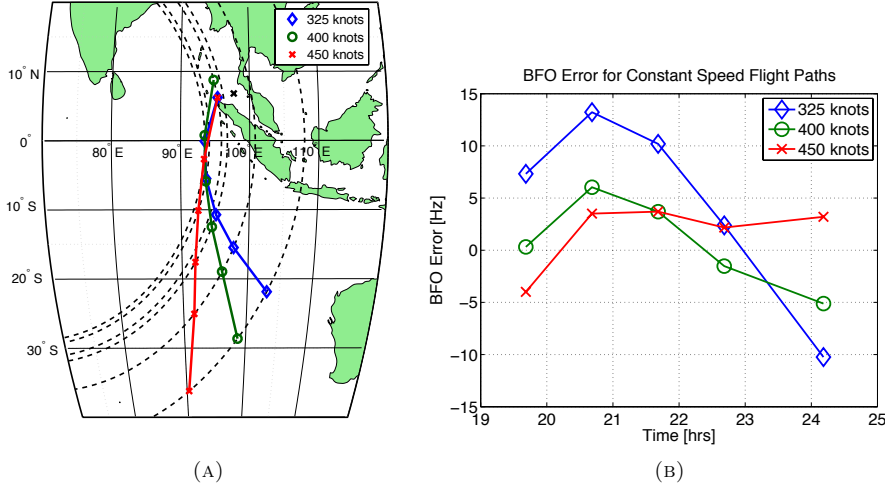 325 knots
400 knots
450 knots
10° N
0°
80° E
90° E
100° E
110° E
10° S
20° S
30° S
(A)
BFO Error for Constant Speed Flight Paths
325 knots
400 knots
450 knots
BFO Error [Hz]
15
10
5
0
−5
−10
−15
19 20 21 22 23 24 25
Time [hrs]
(B)